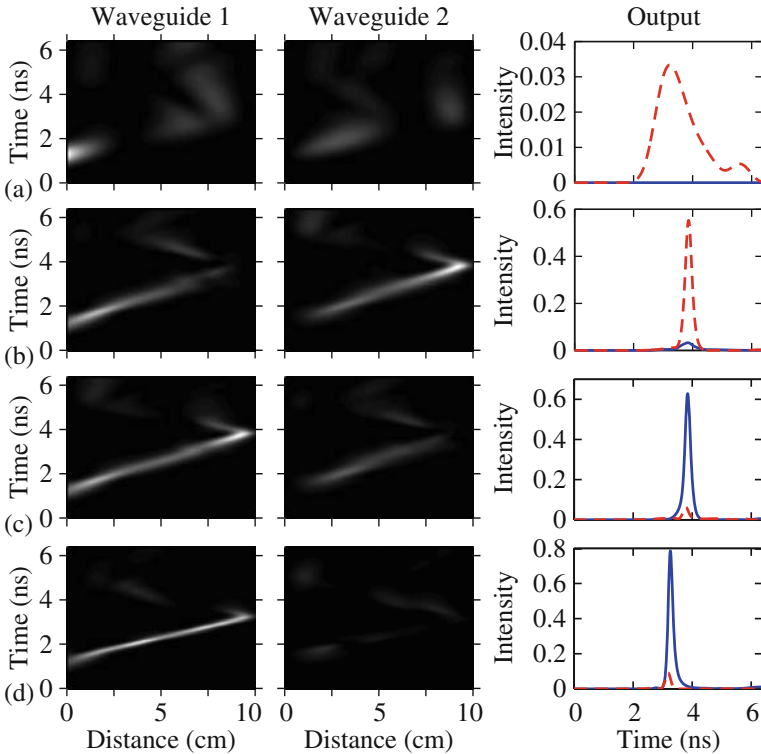 Waveguide 1 Waveguide 2 Output
Time (ns) 6 4 2 0 Intensity 0.04 0.03 0.02 0.01 0
(a)
Time (ns) 6 4 2 0 Intensity 0.6 0.4 0.2 0
0 2 4 6
(b)
Time (ns) 6 4 2 0 Intensity 0.6 0.4 0.2 0
(c)
Time (ns) 6 4 2 0 Intensity 0.8 0.6 0.4 0.2 0
(d)
0 5 10 0 5 10 0 2 4 6
Distance (cm) Distance (cm) Time (ns)